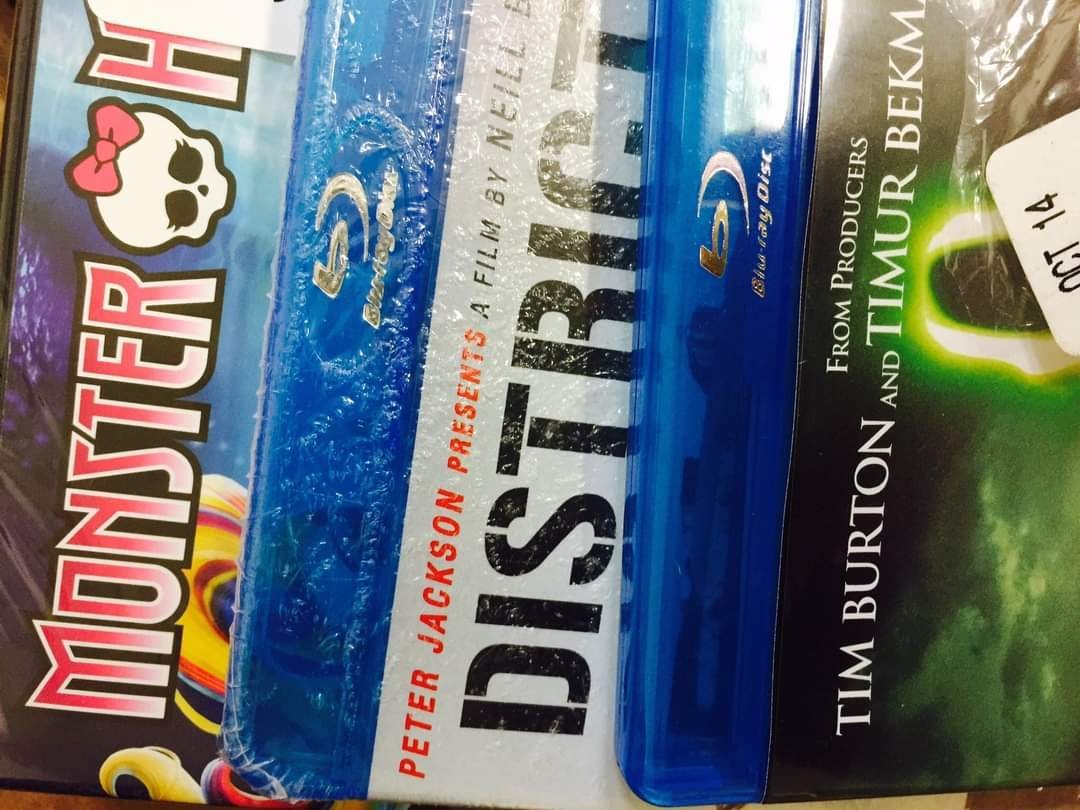 MONSTER H
Blu-ray Disc
PETER JACKSON PRESENTS A FILM BY NEILL B
DISTRICT
Blu-ray Disc
FROM PRODUCERS
TIM BURTON AND TIMUR BEKM
OCT 14